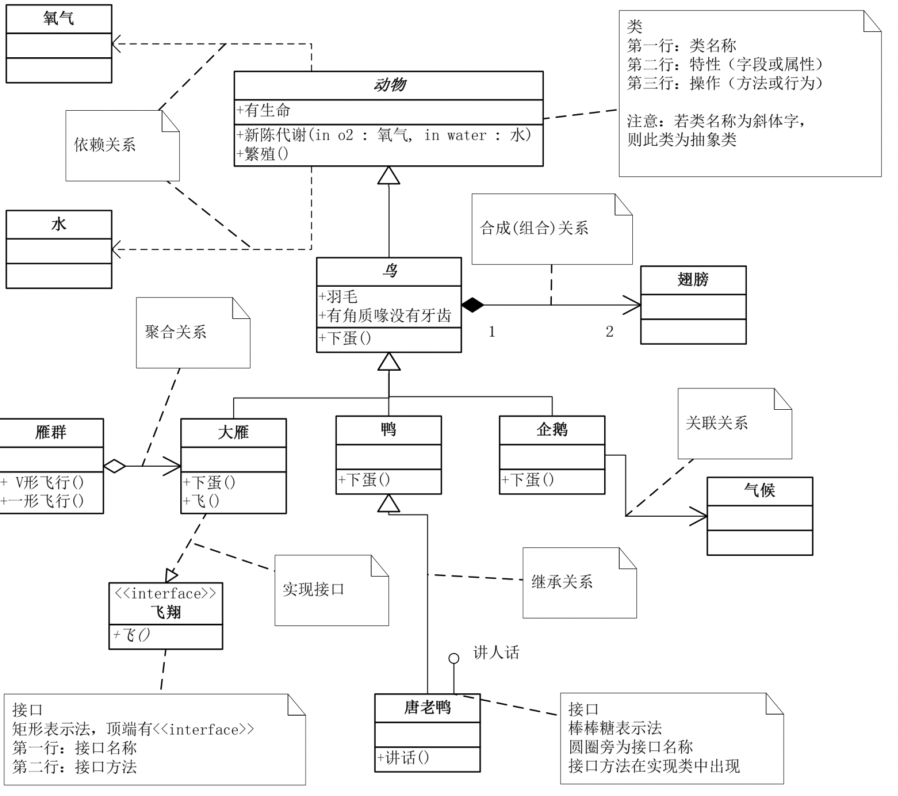 氧气
动物
+有生命
+新陈代谢(in o2 : 氧气, in water : 水)
+繁殖()
类
第一行：类名称
第二行：特性（字段或属性）
第三行：操作（方法或行为）
注意：若类名称为斜体字，
则此类为抽象类
依赖关系
水
合成(组合)关系
鸟
+羽毛
+有角质喙没有牙齿
+下蛋()
1
2
翅膀
聚合关系
雁群
+ V形飞行()
+一形飞行()
大雁
+下蛋()
+飞()
鸭
+下蛋()
企鹅
+下蛋()
关联关系
气候
<<interface>>
飞翔
+飞()
实现接口
继承关系
讲人话
唐老鸭
+讲话()
接口
矩形表示法，顶端有<<interface>>
第一行：接口名称
第二行：接口方法
接口
棒棒糖表示法
圆圈旁为接口名称
接口方法在实现类中出现